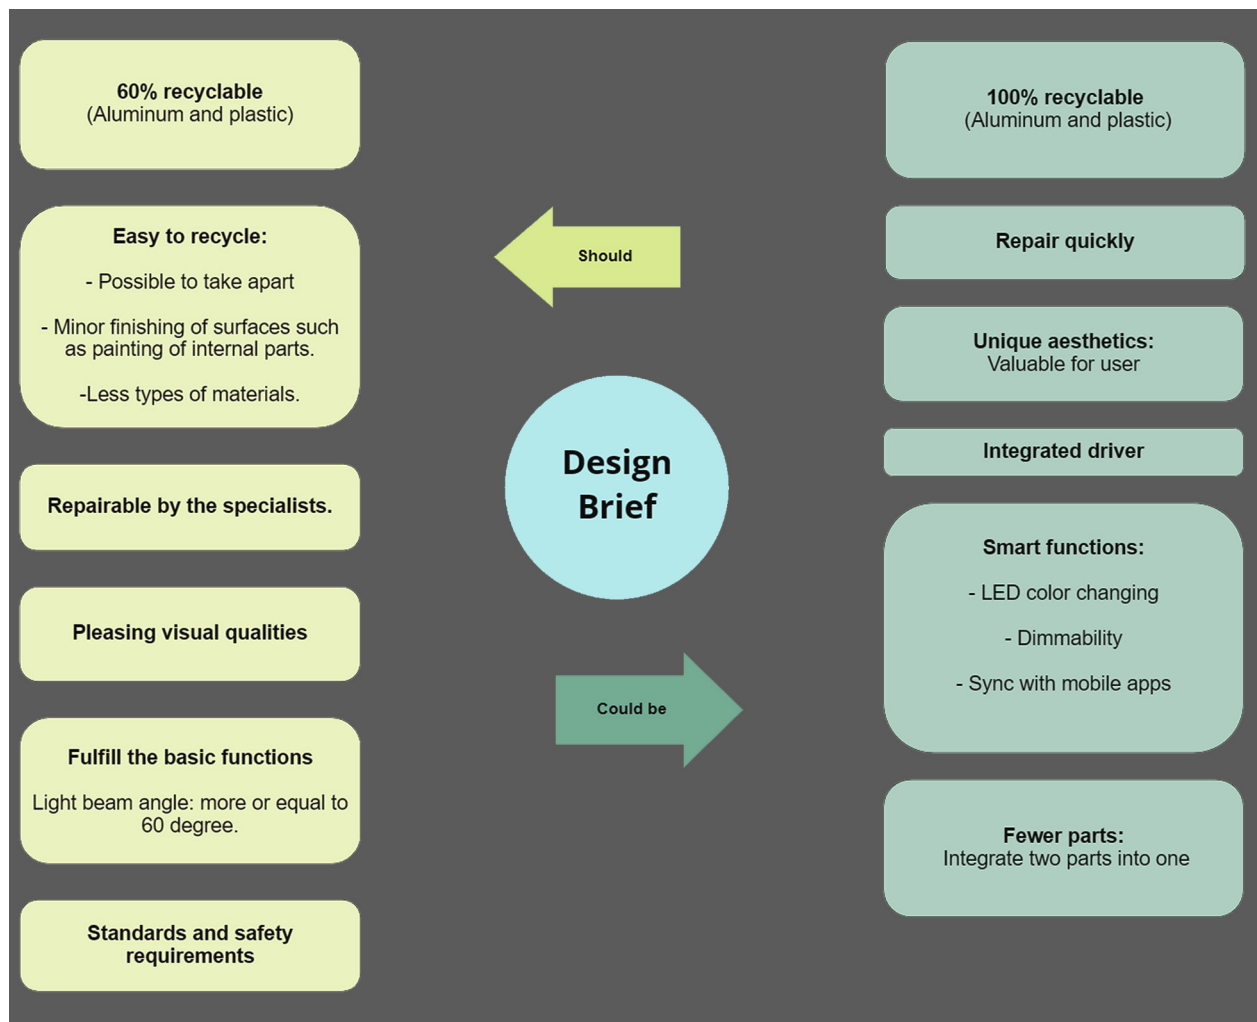 60% recyclable
(Aluminum and plastic)
Easy to recycle:
- Possible to take apart
- Minor finishing of surfaces such
as painting of internal parts.
-Less types of materials.
Repairable by the specialists.
Pleasing visual qualities
Fulfill the basic functions
Light beam angle: more or equal to
60 degree.
Standards and safety
requirements
Should
Design
Brief
Could be
100% recyclable
(Aluminum and plastic)
Repair quickly
Unique aesthetics:
Valuable for user
Integrated driver
Smart functions:
- LED color changing
- Dimmability
- Sync with mobile apps
Fewer parts:
Integrate two parts into one